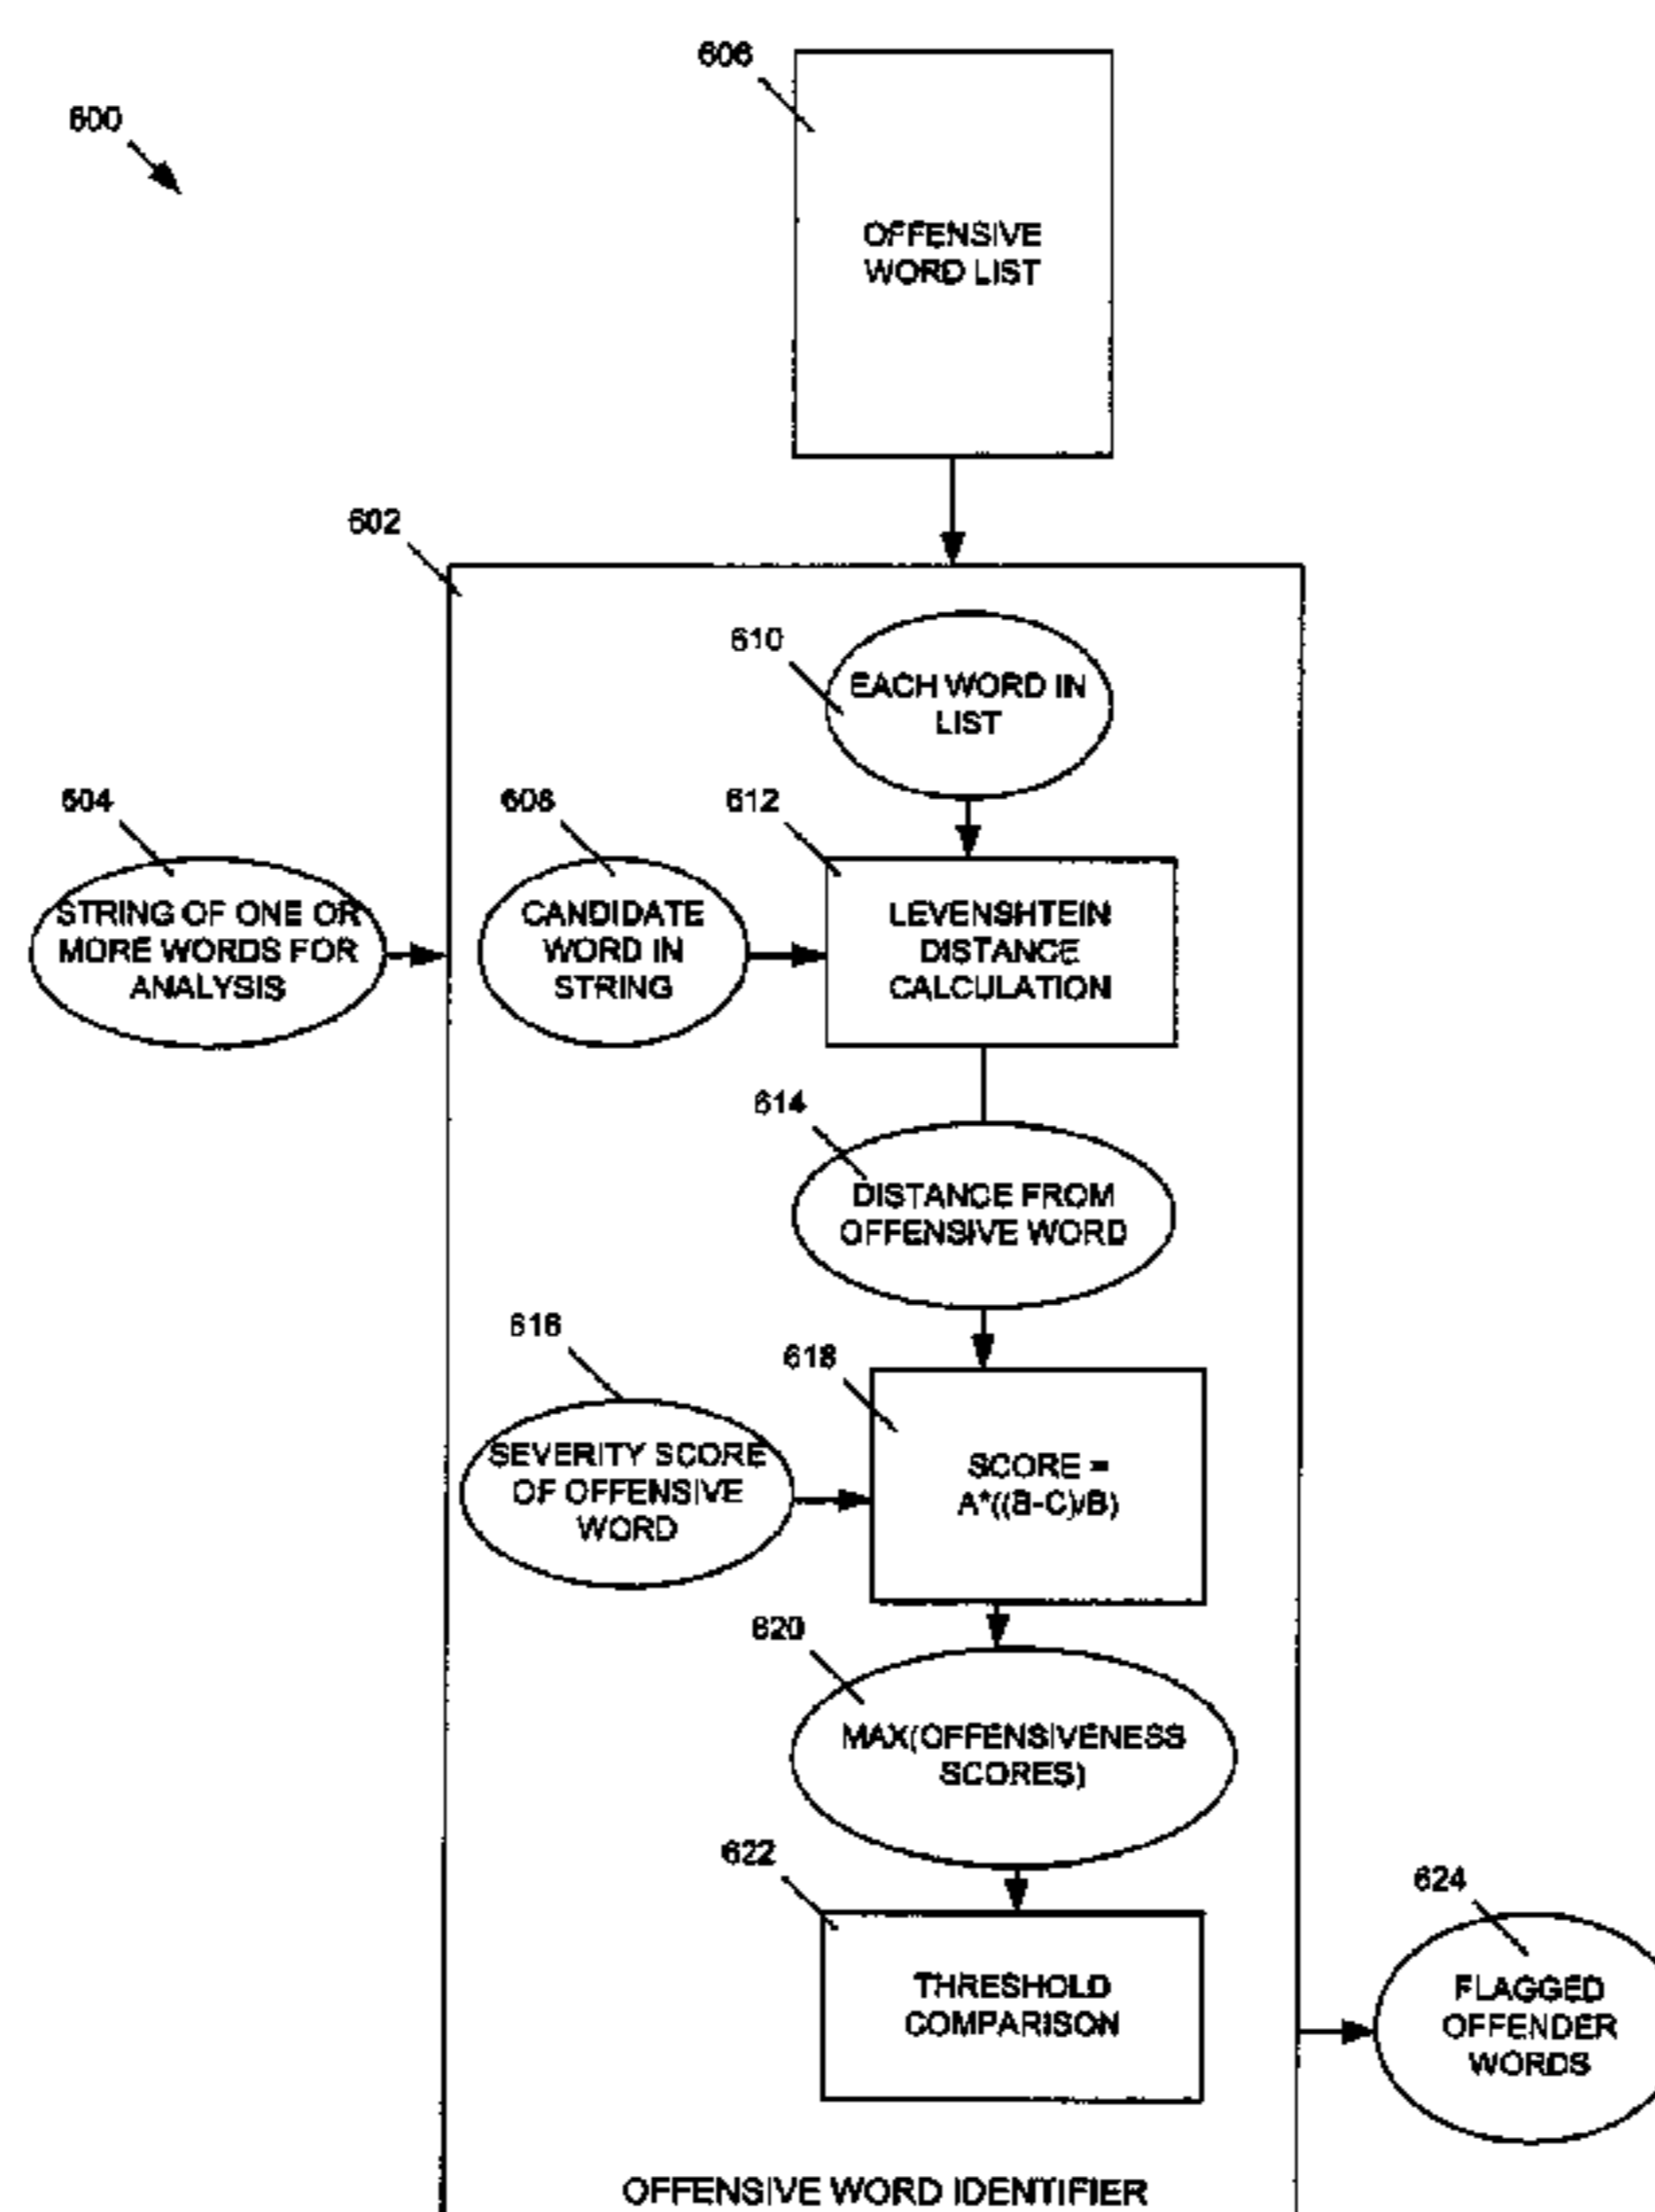 606
600
OFFENSIVE
WORD LIST
602
610
EACH WORD IN
LIST
604
608
612
STRING OF ONE OR
MORE WORDS FOR
ANALYSIS
CANDIDATE
WORD IN
STRING
LEVENSHTEIN
DISTANCE
CALCULATION
614
DISTANCE FROM
OFFENSIVE WORD
616
618
SEVERITY SCORE
OF OFFENSIVE
WORD
SCORE =
A*((B-C)/B)
620
MAX(OFFENSIVENESS
SCORES)
622
624
THRESHOLD
COMPARISON
FLAGGED
OFFENDER
WORDS
OFFENSIVE WORD IDENTIFIER